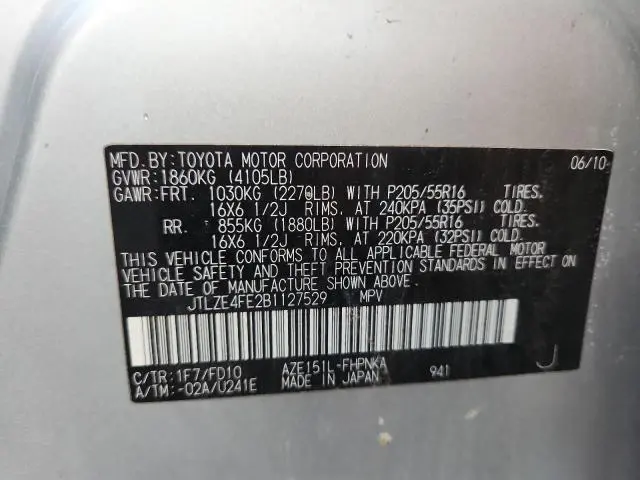 MFD.BY:TOYOTA MOTOR CORPORATION 06/10
GVWR:1860KG (4105LB)
GAWR:FRT. 1030KG (2270LB) WITH P205/55R16 TIRES.
16X6 1/2J RIMS, AT 240KPA (35PSI) COLD.
RR. 855KG (1880LB) WITH P205/55R16 TIRES.
16X6 1/2J RIMS, AT 220KPA (32PSI) COLD.
THIS VEHICLE CONFORMS TO ALL APPLICABLE FEDERAL MOTOR
VEHICLE SAFETY AND THEFT PREVENTION STANDARDS IN EFFECT ON
THE DATE OF MANUFACTURE SHOWN ABOVE.
JTLZE4FE2B1127529 MPV
C/TR:1F7/FD10 AZE151L-FHPNKA 941 J
A/TM:-02A/U241E MADE IN JAPAN